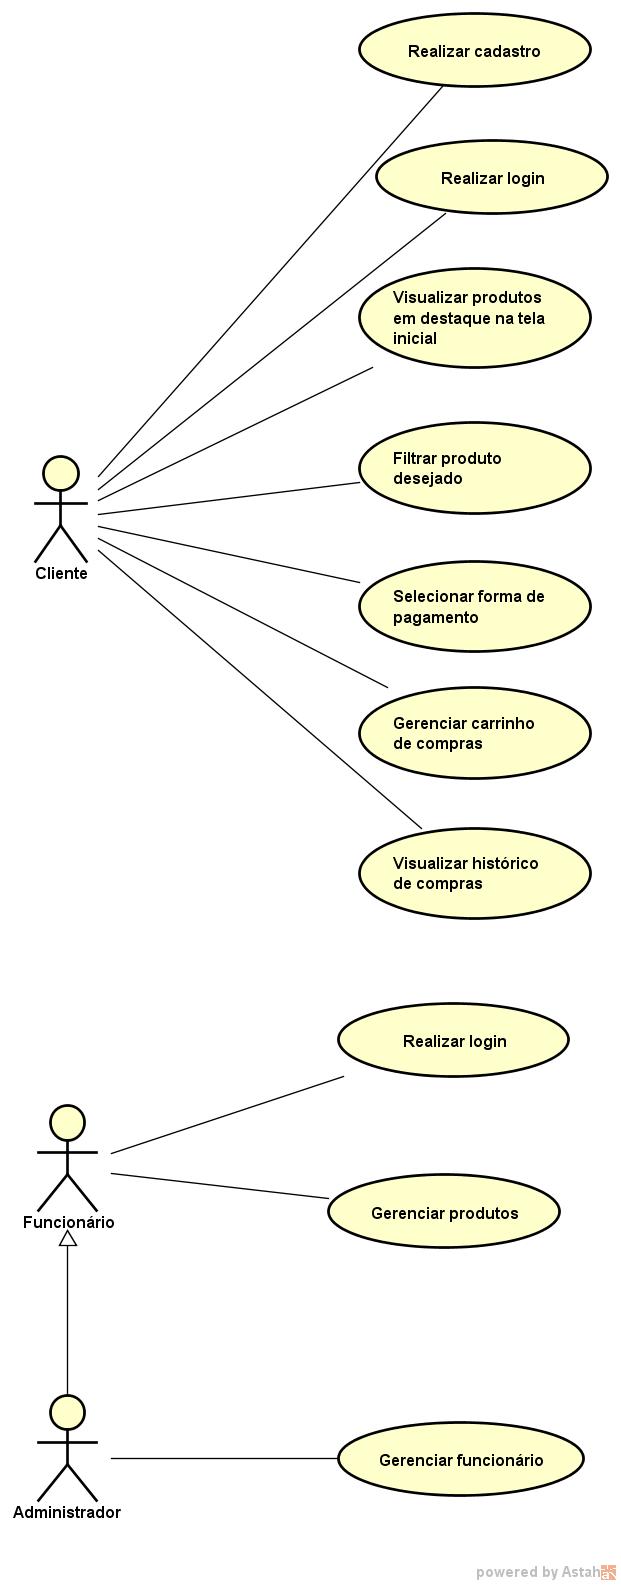 Realizar cadastro
Realizar login
Visualizar produtos
em destaque na tela
inicial
Filtrar produto
desejado
Cliente
Selecionar forma de
pagamento
Gerenciar carrinho
de compras
Visualizar histórico
de compras
Realizar login
Funcionário
Gerenciar produtos
Gerenciar funcionário
Administrador
powered by Astah